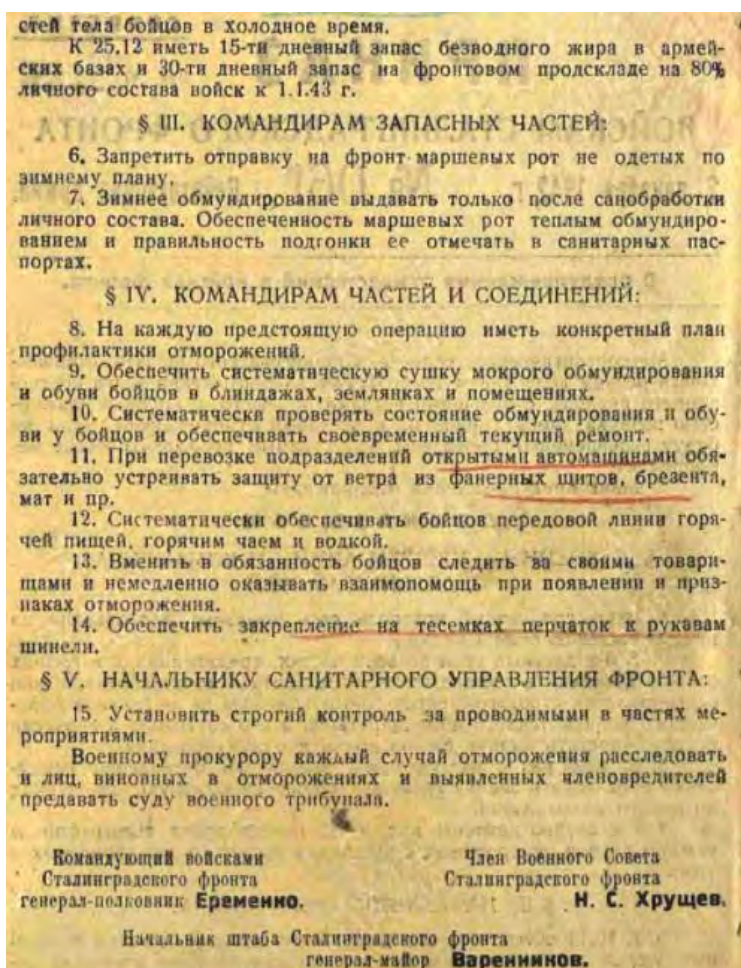 стей тела бойцов в холодное время.
К 25.12 иметь 15-ти дневный запас безводного жира в армей-
ских базах и 30-ти дневный запас на фронтовом продскладе на 80%
личного состава войск к 1.1.43 г.
§ III. КОМАНДИРАМ ЗАПАСНЫХ ЧАСТЕЙ:
6. Запретить отправку на фронт маршевых рот не одетых по
зимнему плану.
7. Зимнее обмундирование выдавать только после санобработки
личного состава. Обеспеченность маршевых рот теплым обмундиро-
ванием и правильность подгонки ее отмечать в санитарных пас-
портах.
§ IV. КОМАНДИРАМ ЧАСТЕЙ И СОЕДИНЕНИЙ:
8. На каждую предстоящую операцию иметь конкретный план
профилактики отморожений.
9. Обеспечить систематическую сушку мокрого обмундирования
и обуви бойцов в блиндажах, землянках и помещениях.
10. Систематически проверять состояние обмундирования и обу-
ви у бойцов и обеспечивать своевременный текущий ремонт.
11. При перевозке подразделений открытыми автомашинами обя-
зательно устраивать защиту от ветра из фанерных щитов, брезента,
мат и пр.
12. Систематически обеспечивать бойцов передовой линии горя-
чей пищей, горячим чаем и водкой.
13. Вменить в обязанность бойцов следить за своими товари-
щами и немедленно оказывать взаимопомощь при появлении и приз-
наках отморожения.
14. Обеспечить закрепление на тесемках перчаток к рукавам
шинели.
§ V. НАЧАЛЬНИКУ САНИТАРНОГО УПРАВЛЕНИЯ ФРОНТА:
15. Установить строгий контроль за проводимыми в частях ме-
роприятиями.
Военному прокурору каждый случай отморожения расследовать
и лиц, виновных в отморожениях и выявленных членовредителей
предавать суду военного трибунала.
Командующий войсками
Сталинградского фронта
генерал-полковник Еременко.
Член Военного Совета
Сталинградского фронта
Н. С. Хрущев.
Начальник штаба Сталинградского фронта
генерал-майор Варенников.